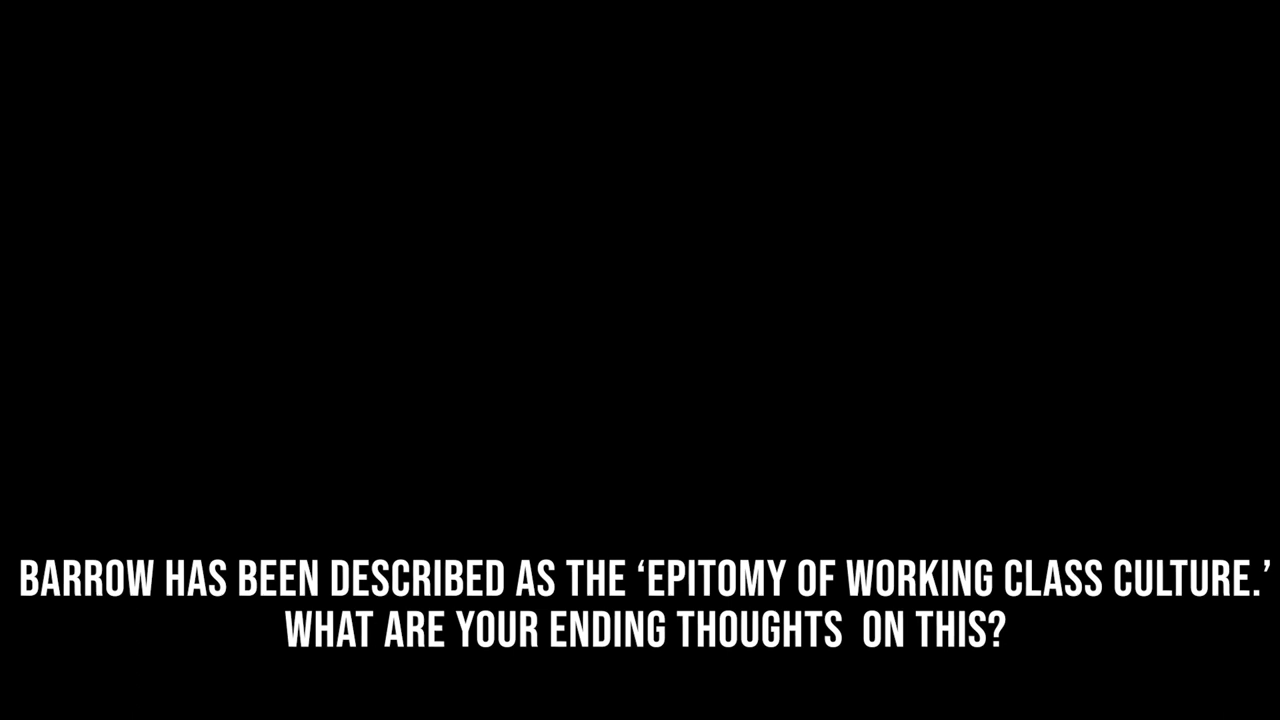 BARROW HAS BEEN DESCRIBED AS THE ‘EPITOMY OF WORKING CLASS CULTURE.’
WHAT ARE YOUR ENDING THOUGHTS  ON THIS?